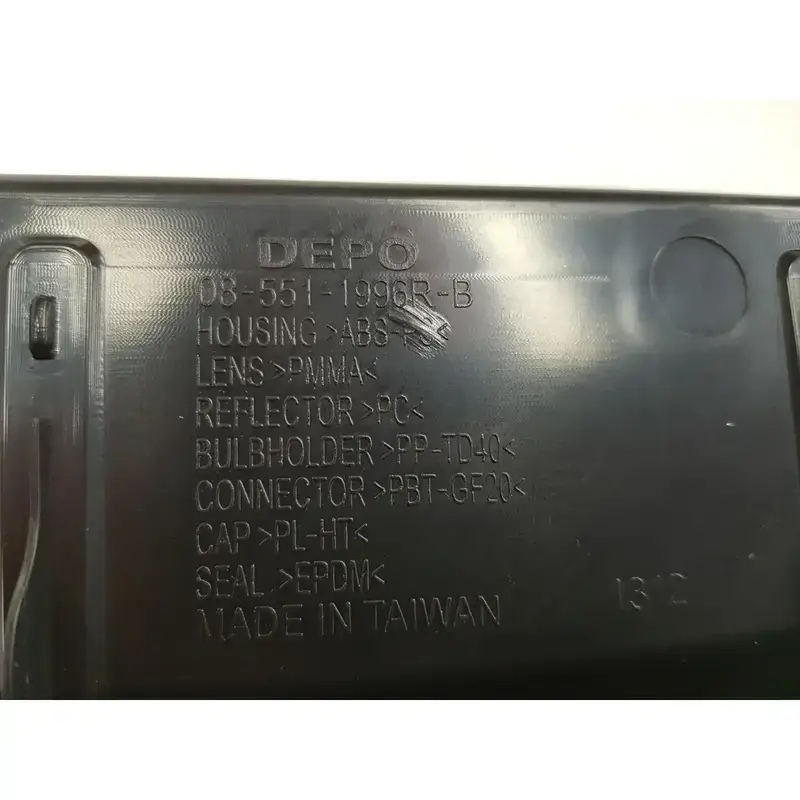 DEPO
08-551-1996R-B
HOUSING >ABS-
LENS >PMMA<
REFLECTOR >PC<
BULBHOLDER >PP-TD40<
CONNECTOR >PBT-GF20<
CAP >PL-HT<
SEAL >EPDM<
MADE IN TAIWAN
1312